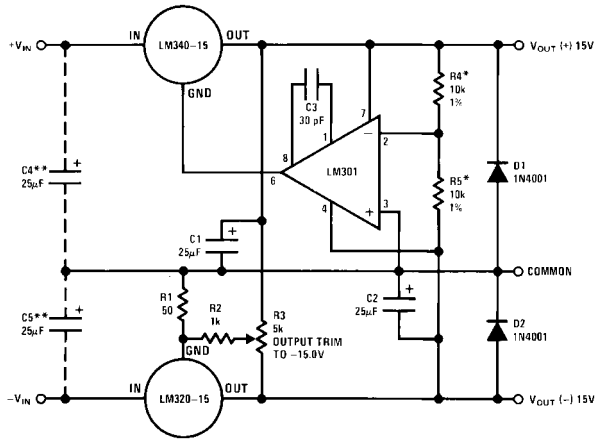 +VIN
IN
LM340-15
OUT
GND
VOUT (+) 15V
C3
30 pF
7
R4*
10k
1%
8
1
−
2
6
LM301
C4**
+
25µF
4
+
3
R5*
10k
1%
D1
1N4001
C1
+
25µF
COMMON
R1
50
R2
1k
R3
5k
OUTPUT TRIM
TO −15.0V
C2
+
25µF
C5**
+
25µF
D2
1N4001
GND
−VIN
IN
LM320-15
OUT
VOUT (−) 15V